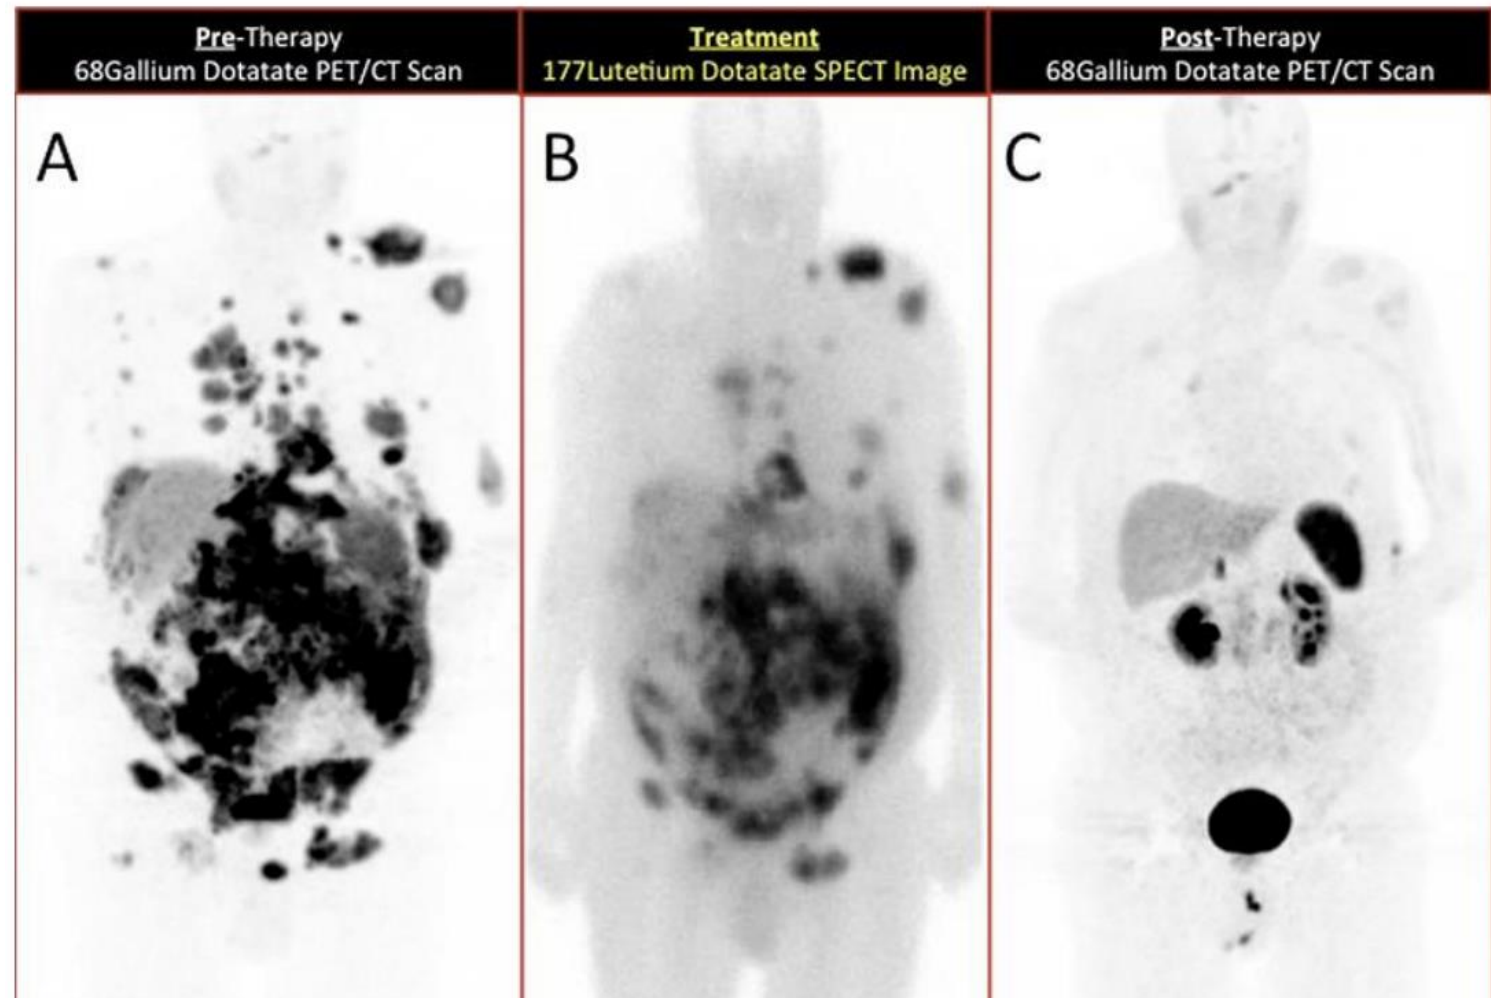 Pre-Therapy
68Gallium Dotatate PET/CT Scan
Treatment
177Lutetium Dotatate SPECT Image
Post-Therapy
68Gallium Dotatate PET/CT Scan
A
B
C